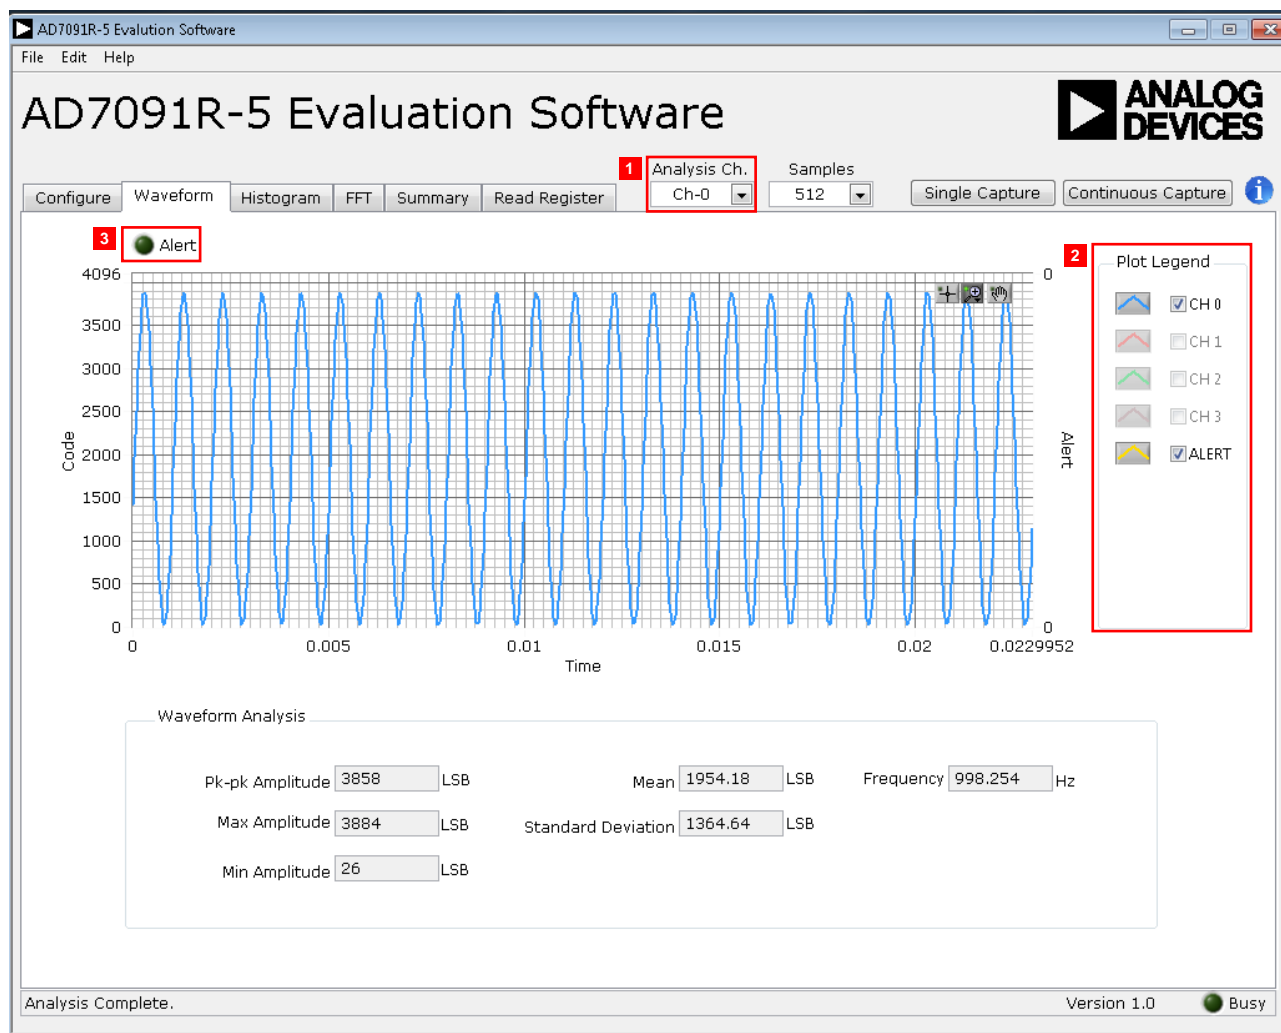 AD7091R-5 Evalution Software
File Edit Help
AD7091R-5 Evaluation Software
ANALOG
DEVICES
1 Analysis Ch. Samples
Configure Waveform Histogram FFT Summary Read Register Ch-0 512 Single Capture Continuous Capture i
3 Alert
2 Plot Legend
4096 0
CH 0
3500
CH 1
3000
CH 2
2500
CH 3
Code 2000 Alert ALERT
1500
1000
500
0 0
0 0.005 0.01 0.015 0.02 0.0229952
Time
Waveform Analysis
Pk-pk Amplitude 3858 LSB Mean 1954.18 LSB Frequency 998.254 Hz
Max Amplitude 3884 LSB Standard Deviation 1364.64 LSB
Min Amplitude 26 LSB
Analysis Complete. Version 1.0 Busy